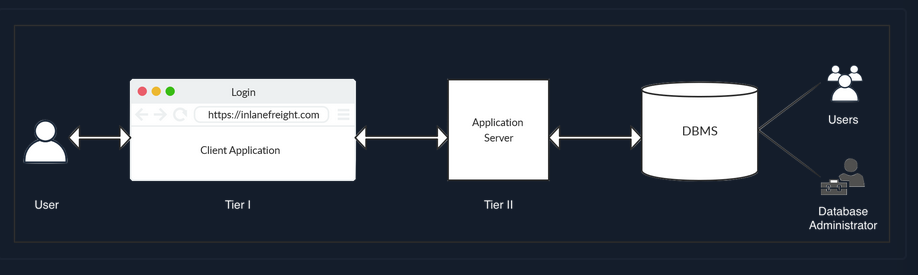 Login
https://inlanefreight.com
Client Application
Application
Server
DBMS
Users
User
Tier I
Tier II
Database
Administrator